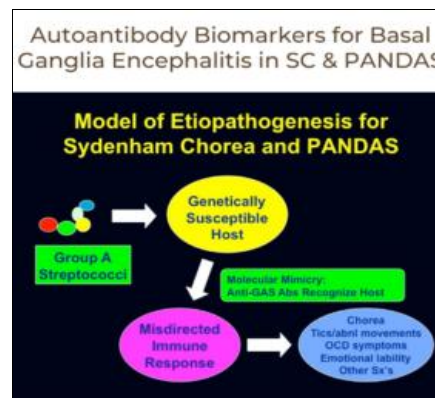 Autoantibody Biomarkers for Basal
Ganglia Encephalitis in SC & PANDAS
Model of Etiopathogenesis for
Sydenham Chorea and PANDAS
Genetically
Susceptible
Host
Group A
Streptococci
Molecular Mimicry:
Anti-GAS Abs Recognize Host
Misdirected
Immune
Response
Chorea
Tics/abnl movements
OCD symptoms
Emotional lability
Other Sx's